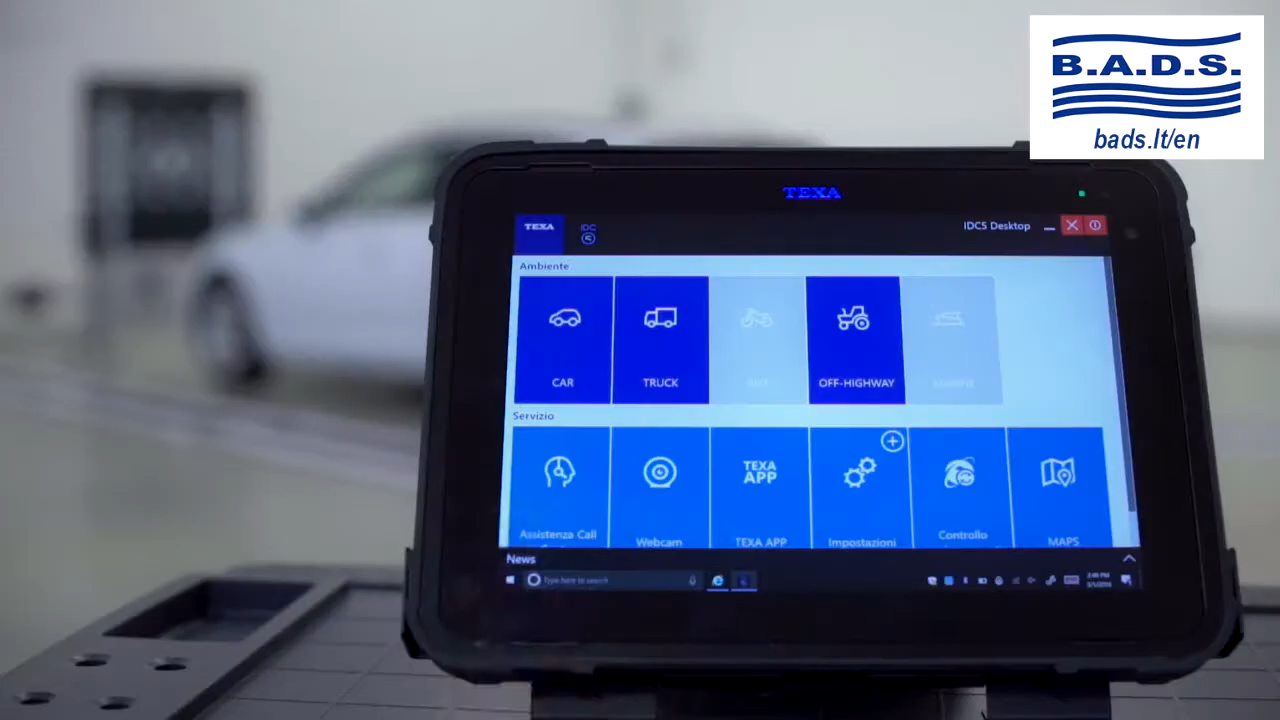 B.A.D.S.
bads.lt/en
TEXA
TEXA
IDC
IDC5 Desktop
Ambiente
CAR
TRUCK
OFF-HIGHWAY
Servizio
TEXA
APP
Assistenza Call
Webcam
TEXA APP
Impostazioni
Controllo
MAPS
News
Type here to search